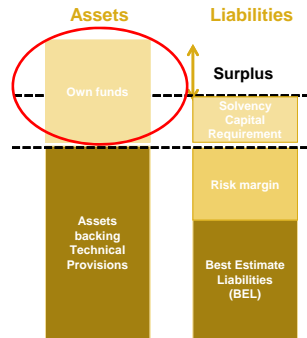 Assets
Liabilities
Surplus
Own funds
Solvency
Capital
Requirement
Risk margin
Assets
backing
Technical
Provisions
Best Estimate
Liabilities
(BEL)